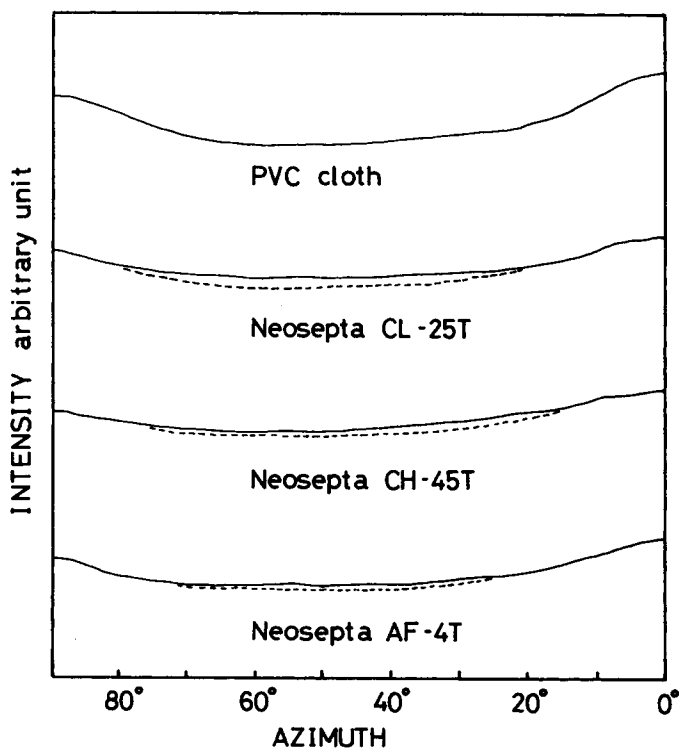 INTENSITY arbitrary unit
PVC cloth
Neosepta CL-25T
Neosepta CH-45T
Neosepta AF-4T
80° 60° 40° 20° 0°
AZIMUTH